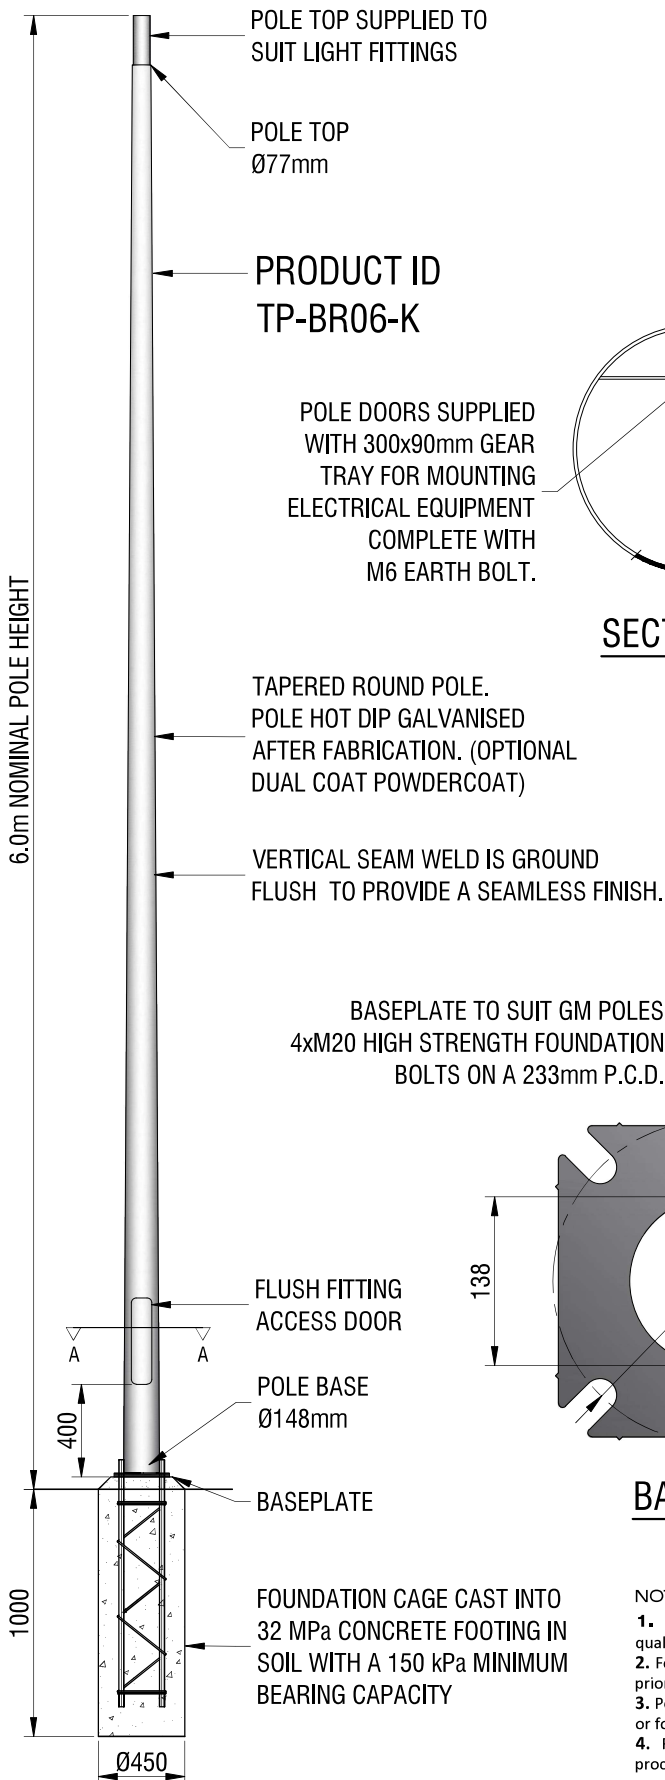 POLE TOP SUPPLIED TO
SUIT LIGHT FITTINGS
POLE TOP
Ø77mm
PRODUCT ID
TP-BR06-K
POLE DOORS SUPPLIED
WITH 300x90mm GEAR
TRAY FOR MOUNTING
ELECTRICAL EQUIPMENT
COMPLETE WITH
M6 EARTH BOLT.
6.0m NOMINAL POLE HEIGHT
TAPERED ROUND POLE.
POLE HOT DIP GALVANISED
AFTER FABRICATION. (OPTIONAL
DUAL COAT POWDERCOAT)
VERTICAL SEAM WELD IS GROUND
FLUSH TO PROVIDE A SEAMLESS FINISH.
BASEPLATE TO SUIT GM POLES
4xM20 HIGH STRENGTH FOUNDATION
BOLTS ON A 233mm P.C.D.
138
FLUSH FITTING
ACCESS DOOR
A A
POLE BASE
Ø148mm
400
BASEPLATE
1000
FOUNDATION CAGE CAST INTO
32 MPa CONCRETE FOOTING IN
SOIL WITH A 150 kPa MINIMUM
BEARING CAPACITY
Ø450
1.
2.
3.
4.